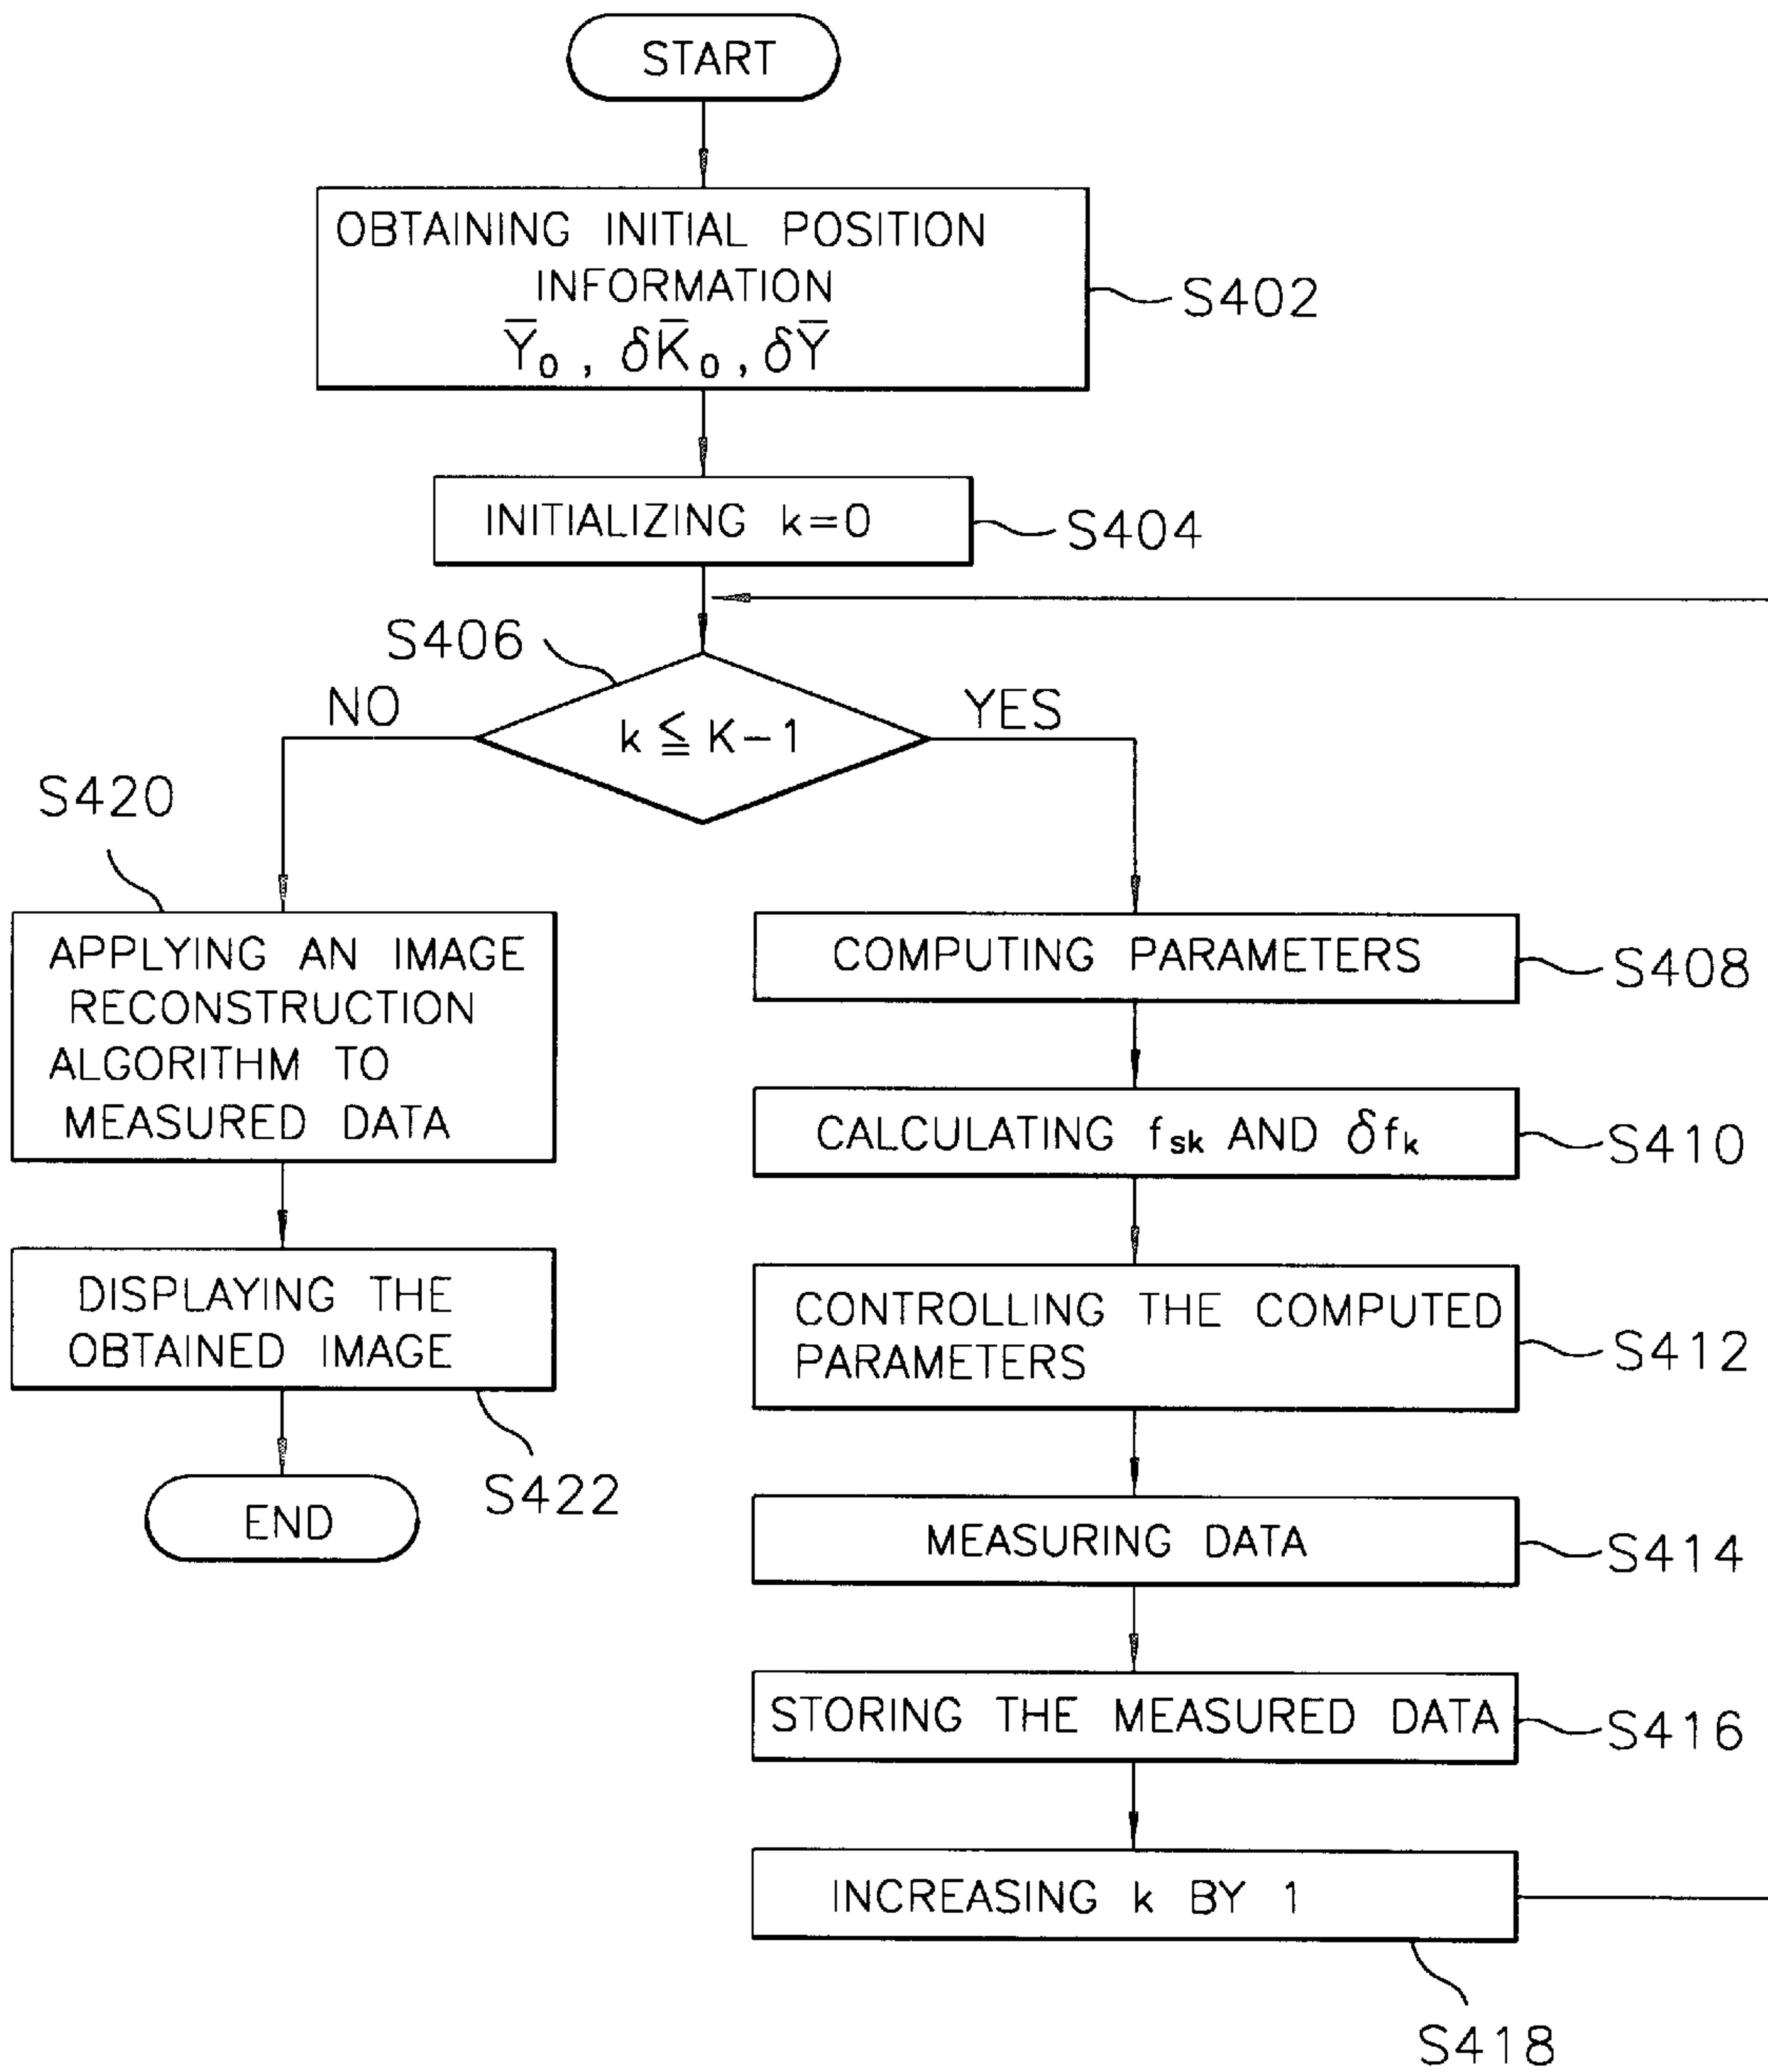 START
OBTAINING INITIAL POSITION
INFORMATION
Y̅₀ , δK̅₀ , δY̅
S402
INITIALIZING k=0
S404
S406
k ≦ K-1
NO
YES
S420
APPLYING AN IMAGE
RECONSTRUCTION
ALGORITHM TO
MEASURED DATA
DISPLAYING THE
OBTAINED IMAGE
S422
END
COMPUTING PARAMETERS
S408
CALCULATING fsk AND δfk
S410
CONTROLLING THE COMPUTED
PARAMETERS
S412
MEASURING DATA
S414
STORING THE MEASURED DATA
S416
INCREASING k BY 1
S418